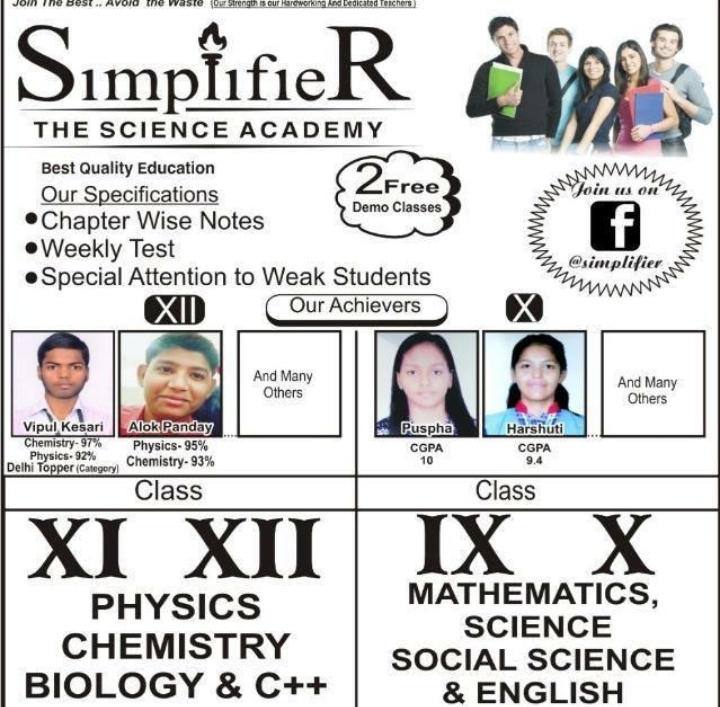 Join The Best .. Avoid the Waste (Our Strength is our Hardworking And Dedicated Teachers)
SimplifieR
THE SCIENCE ACADEMY
Best Quality Education
Our Specifications
•Chapter Wise Notes
•Weekly Test
•Special Attention to Weak Students
2Free
Demo Classes
Join us on
f
@simplifier
XII
Our Achievers
X
Vipul Kesari
Chemistry- 97%
Physics- 92%
Delhi Topper (Category)
Alok Panday
Physics- 95%
Chemistry- 93%
And Many
Others
Puspha
CGPA
10
Harshuti
CGPA
9.4
And Many
Others
Class
XI XII
PHYSICS
CHEMISTRY
BIOLOGY & C++
Class
IX X
MATHEMATICS,
SCIENCE
SOCIAL SCIENCE
& ENGLISH